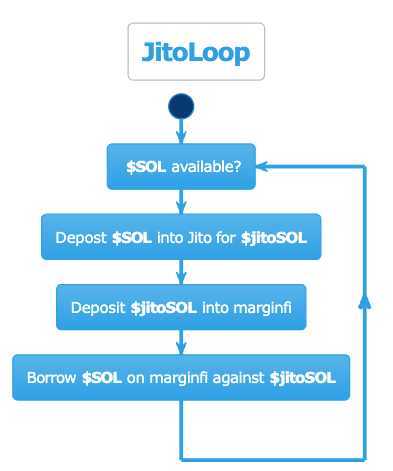 JitoLoop
$SOL available?
Depost $SOL into Jito for $jitoSOL
Deposit $jitoSOL into marginfi
Borrow $SOL on marginfi against $jitoSOL